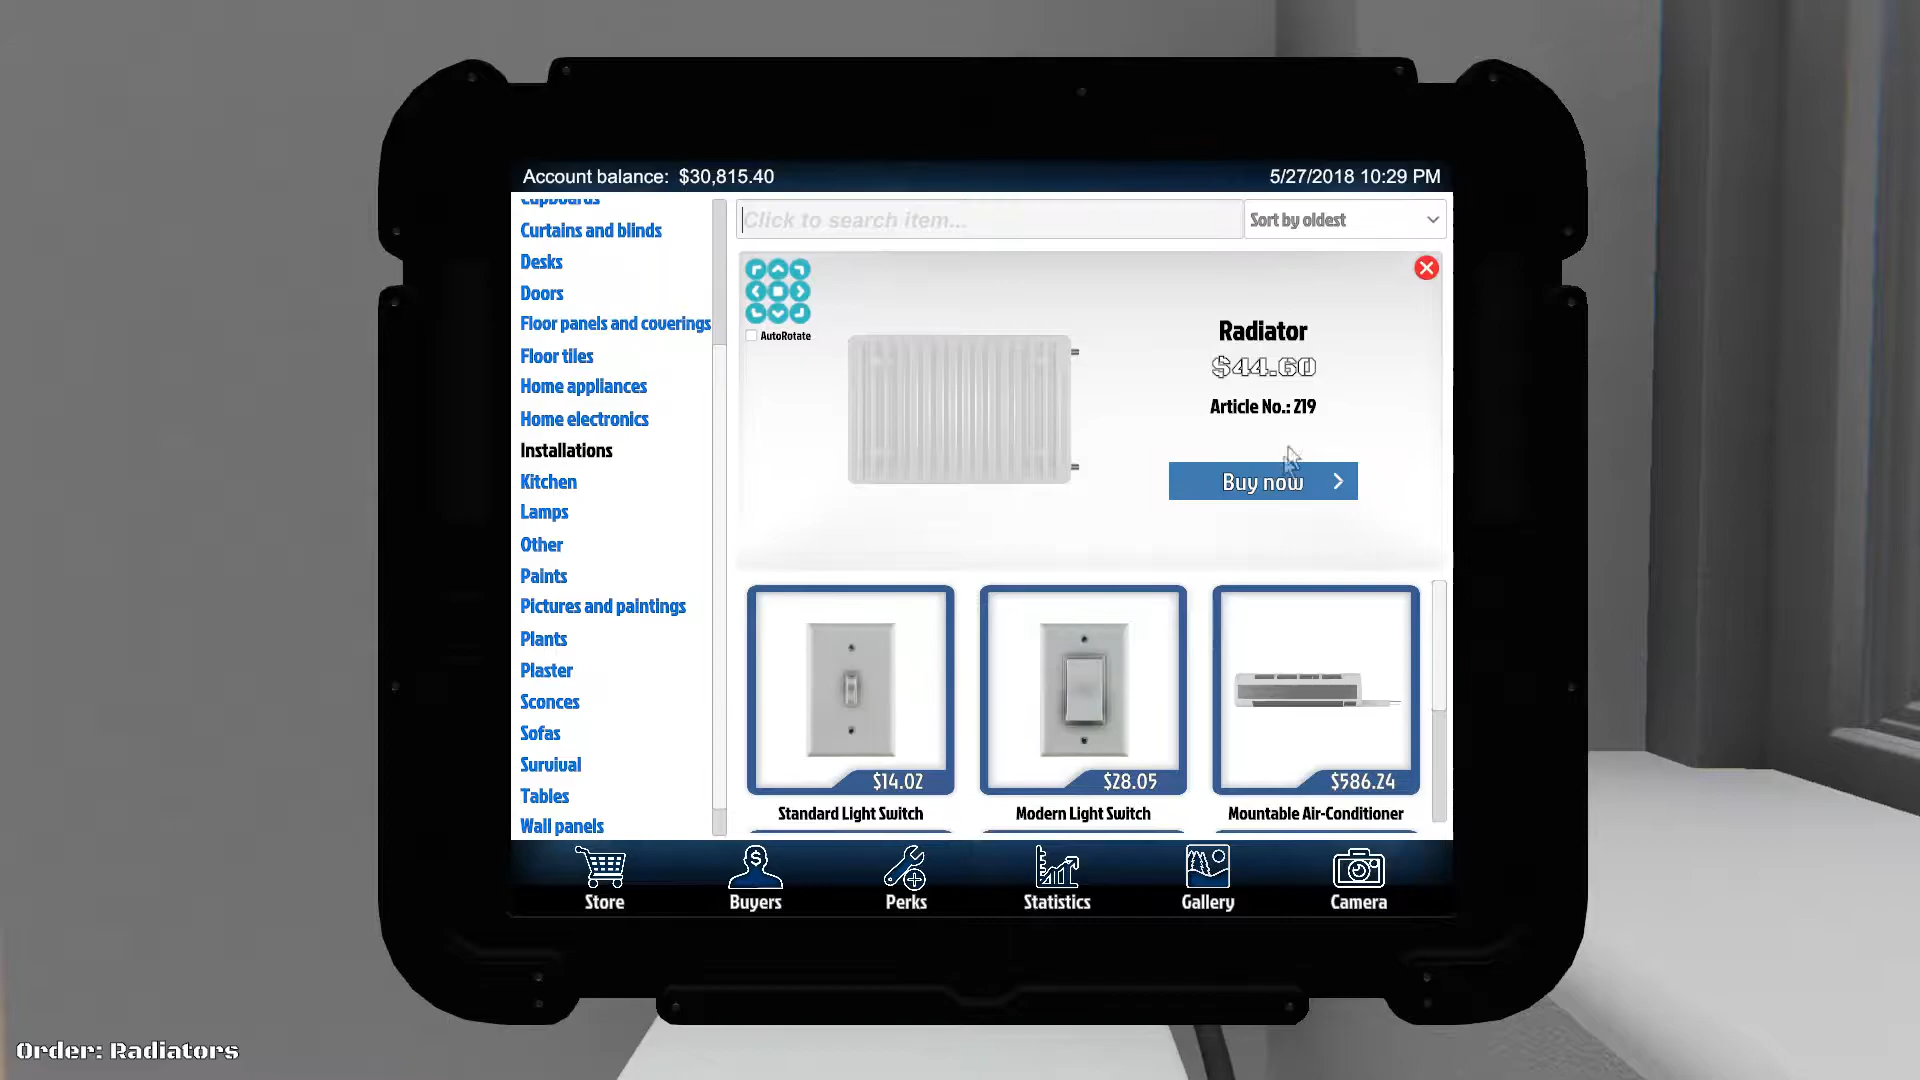 Account balance: $30,815.40
5/27/2018 10:29 PM
Cupboards
Curtains and blinds
Desks
Doors
Floor panels and coverings
Floor tiles
Home appliances
Home electronics
Installations
Kitchen
Lamps
Other
Paints
Pictures and paintings
Plants
Plaster
Sconces
Sofas
Survival
Tables
Wall panels
Click to search item...
Sort by oldest
AutoRotate
Radiator
$44.60
Article No.: 219
Buy now
$14.02
Standard Light Switch
$28.05
Modern Light Switch
$586.24
Mountable Air-Conditioner
Store
Buyers
Perks
Statistics
Gallery
Camera
Order: Radiators